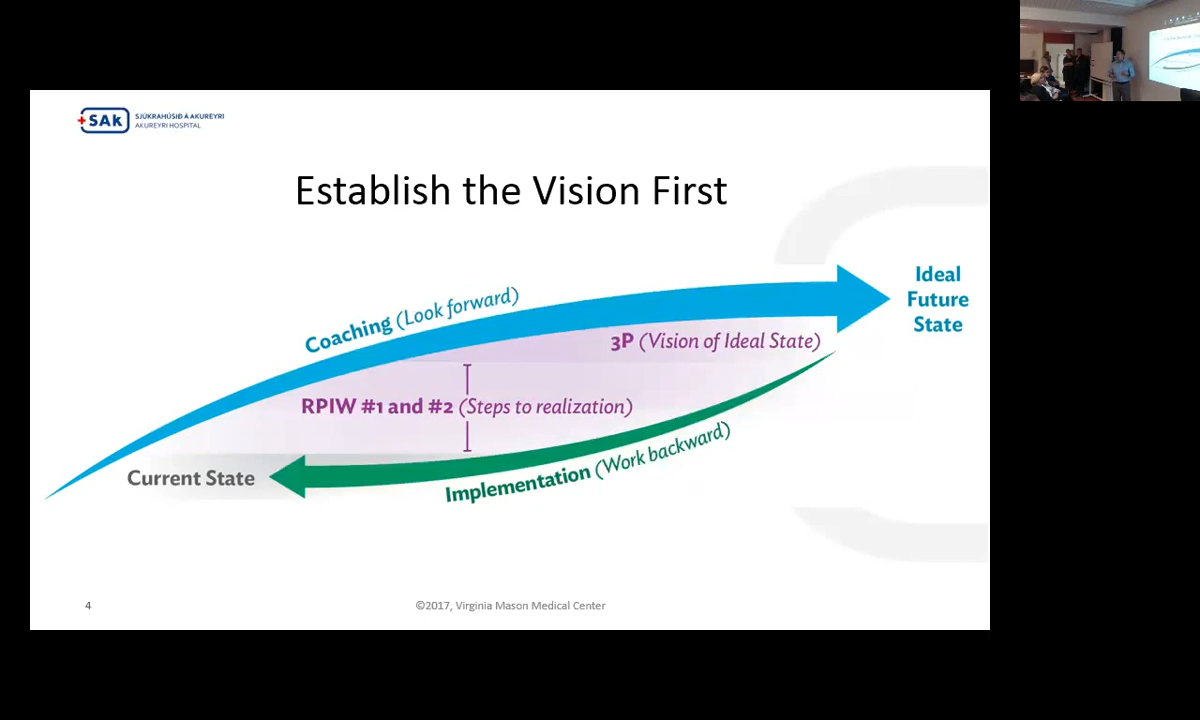 +SAk
SJÚKRAHÚSIÐ Á AKUREYRI
AKUREYRI HOSPITAL
Establish the Vision First
Ideal
Future
State
Coaching (Look forward)
3P (Vision of Ideal State)
RPIW #1 and #2 (Steps to realization)
Current State
Implementation (Work backward)
4
©2017, Virginia Mason Medical Center